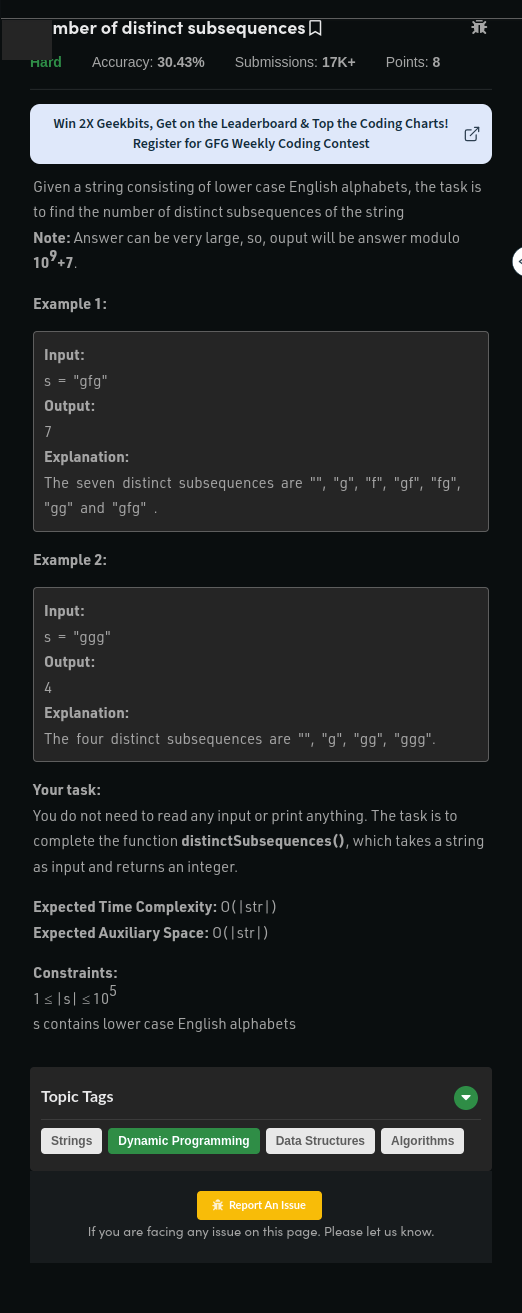 mber of distinct subsequences
Hard Accuracy: 30.43% Submissions: 17K+ Points: 8
Win 2X Geekbits, Get on the Leaderboard & Top the Coding Charts!
Register for GFG Weekly Coding Contest
Given a string consisting of lower case English alphabets, the task is
to find the number of distinct subsequences of the string
Note: Answer can be very large, so, ouput will be answer modulo
10⁹+7.
Example 1:
Input:
s = "gfg"
Output:
7
Explanation:
The seven distinct subsequences are "", "g", "f", "gf", "fg",
"gg" and "gfg" .
Example 2:
Input:
s = "ggg"
Output:
4
Explanation:
The four distinct subsequences are "", "g", "gg", "ggg".
Your task:
You do not need to read any input or print anything. The task is to
complete the function distinctSubsequences(), which takes a string
as input and returns an integer.
Expected Time Complexity: O(|str|)
Expected Auxiliary Space: O(|str|)
Constraints:
1 ≤ |s| ≤ 10⁵
s contains lower case English alphabets
Topic Tags
Strings Dynamic Programming Data Structures Algorithms
Report An Issue
If you are facing any issue on this page. Please let us know.